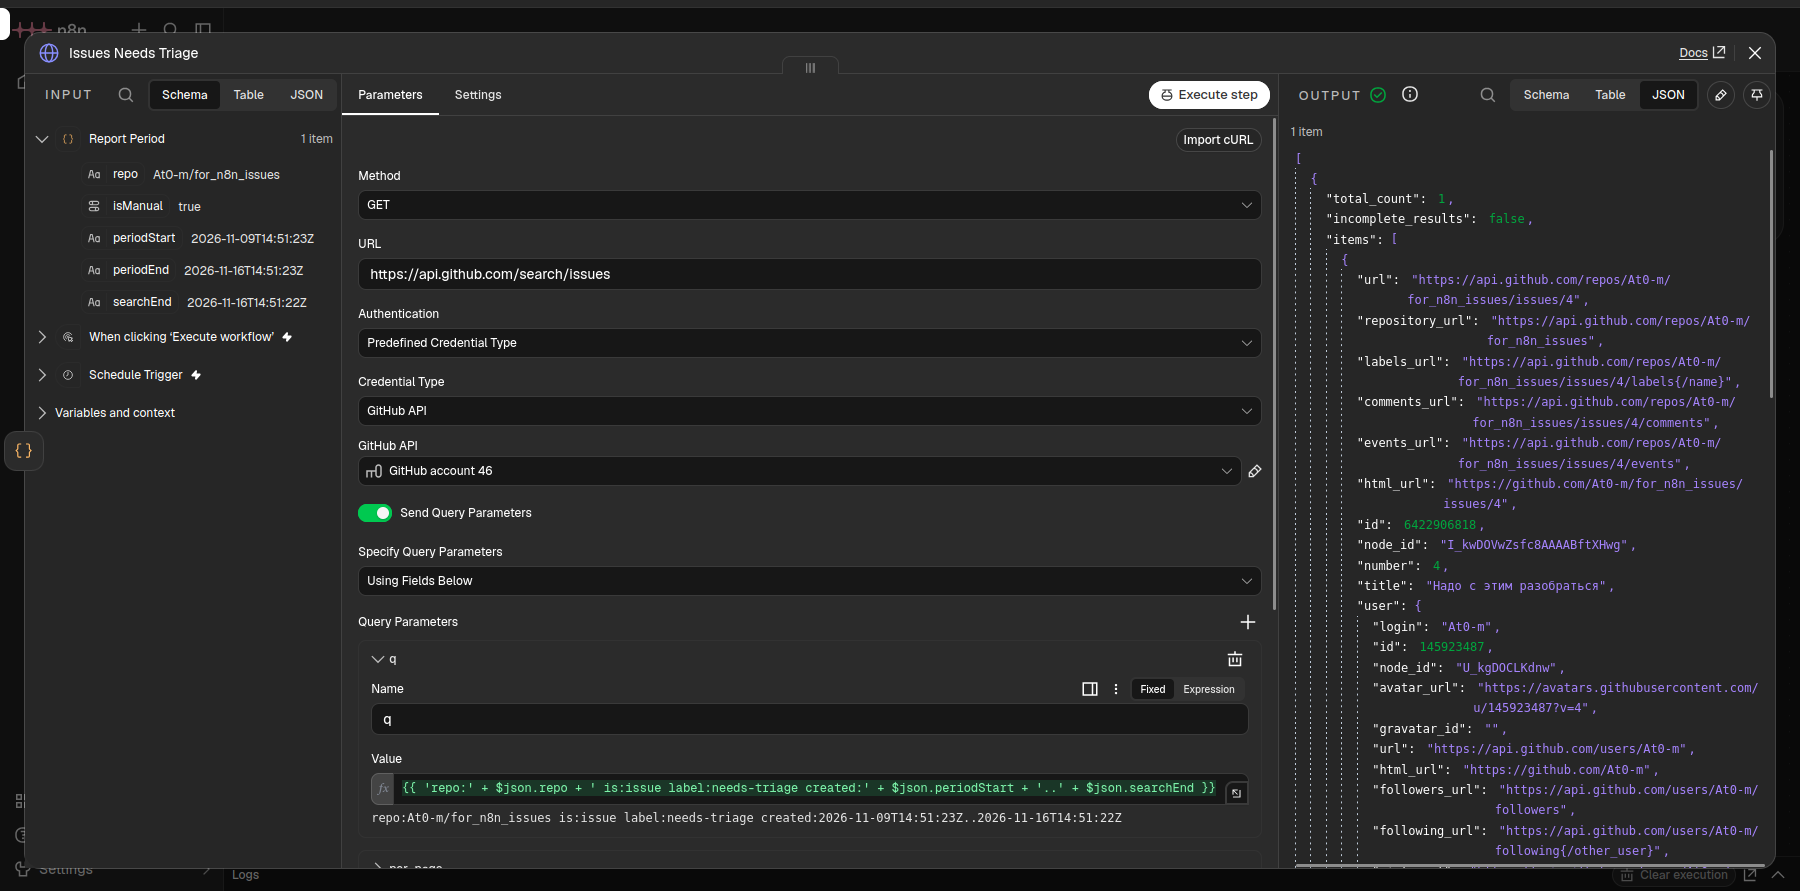 n8n
Issues Needs Triage
Docs
INPUT
Schema
Table
JSON
Parameters
Settings
Execute step
OUTPUT
Schema
Table
JSON
Report Period
1 item
repo At0-m/for_n8n_issues
isManual true
periodStart 2026-11-09T14:51:23Z
periodEnd 2026-11-16T14:51:23Z
searchEnd 2026-11-16T14:51:22Z
When clicking ‘Execute workflow’
Schedule Trigger
Variables and context
Import cURL
Method
GET
URL
https://api.github.com/search/issues
Authentication
Predefined Credential Type
Credential Type
GitHub API
GitHub API
GitHub account 46
Send Query Parameters
Specify Query Parameters
Using Fields Below
Query Parameters
q
Name
Fixed
Expression
q
Value
fx {{ 'repo:' + $json.repo + ' is:issue label:needs-triage created:' + $json.periodStart + '..' + $json.searchEnd }}
repo:At0-m/for_n8n_issues is:issue label:needs-triage created:2026-11-09T14:51:23Z..2026-11-16T14:51:22Z
per_page
1 item
[
{
"total_count": 1,
"incomplete_results": false,
"items": [
{
"url": "https://api.github.com/repos/At0-m/
for_n8n_issues/issues/4",
"repository_url": "https://api.github.com/repos/At0-m/
for_n8n_issues",
"labels_url": "https://api.github.com/repos/At0-m/
for_n8n_issues/issues/4/labels{/name}",
"comments_url": "https://api.github.com/repos/At0-m/
for_n8n_issues/issues/4/comments",
"events_url": "https://api.github.com/repos/At0-m/
for_n8n_issues/issues/4/events",
"html_url": "https://github.com/At0-m/for_n8n_issues/
issues/4",
"id": 6422906818,
"node_id": "I_kwDOVwZsfc8AAAABftXHwg",
"number": 4,
"title": "Надо с этим разобраться",
"user": {
"login": "At0-m",
"id": 145923487,
"node_id": "U_kgDOCLKdnw",
"avatar_url": "https://avatars.githubusercontent.com/
u/145923487?v=4",
"gravatar_id": "",
"url": "https://api.github.com/users/At0-m",
"html_url": "https://github.com/At0-m",
"followers_url": "https://api.github.com/users/At0-m/
followers",
"following_url": "https://api.github.com/users/At0-m/
following{/other_user}",
Settings
Logs
Clear execution